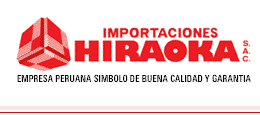 IMPORTACIONES
HIRAOKA S.A.C.
EMPRESA PERUANA SIMBOLO DE BUENA CALIDAD Y GARANTIA